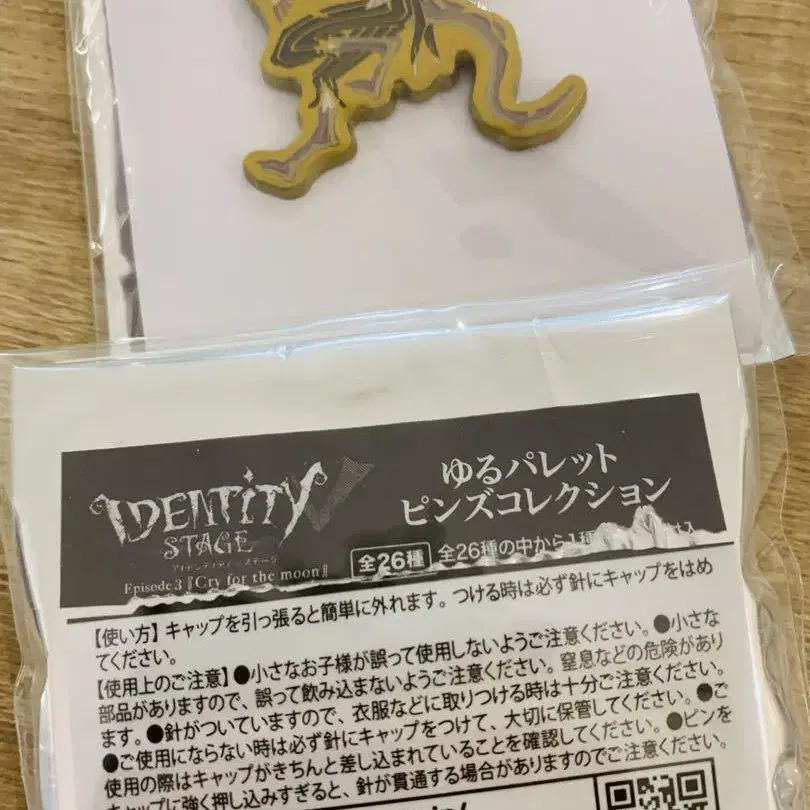 IDENTITY V
STAGE
アイデンティティーステージ
Episode3『Cry for the moon』
ゆるパレット
ピンズコレクション
全26種 全26種の中から1種
入
【使い方】キャップを引っ張ると簡単に外れます。つける時は必ず針にキャップをはめ
てください。
【使用上のご注意】●小さなお子様が誤って使用しないようご注意ください。●小さな
部品がありますので、誤って飲み込まないようご注意ください。窒息などの危険があり
ます。●針がついていますので、衣服などに取りつける時は十分ご注意ください。●ご
●ご使用にならない時は必ず針にキャップをつけて、大切に保管してください。●ピンを
使用の際はキャップがきちんと差し込まれていることを確認してください。
キャップに強く押し込みすぎると、針が貫通する場合がありますのでご注意ください。